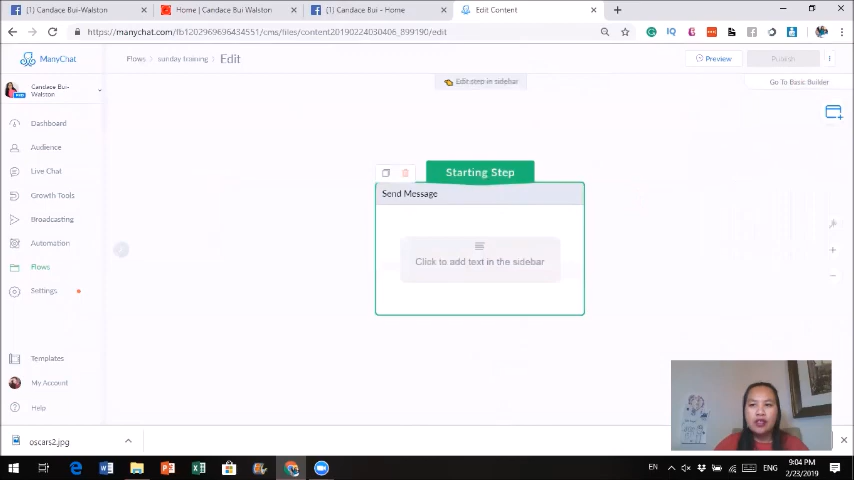 (1) Candace Bui-Walston
Home | Candace Bui Walston
(1) Candace Bui - Home
Edit Content
https://manychat.com/fb1202969696434551/cms/files/content20190224030406_899190/edit
ManyChat
Flows
sunday training
Edit
Preview
Publish
Edit step in sidebar
Go To Basic Builder
Candace Bui-
Walston
PRO
Dashboard
Audience
Live Chat
Growth Tools
Broadcasting
Automation
Flows
Settings
Templates
My Account
Help
Starting Step
Send Message
Click to add text in the sidebar
oscars2.jpg
EN
ENG
9:04 PM
2/23/2019